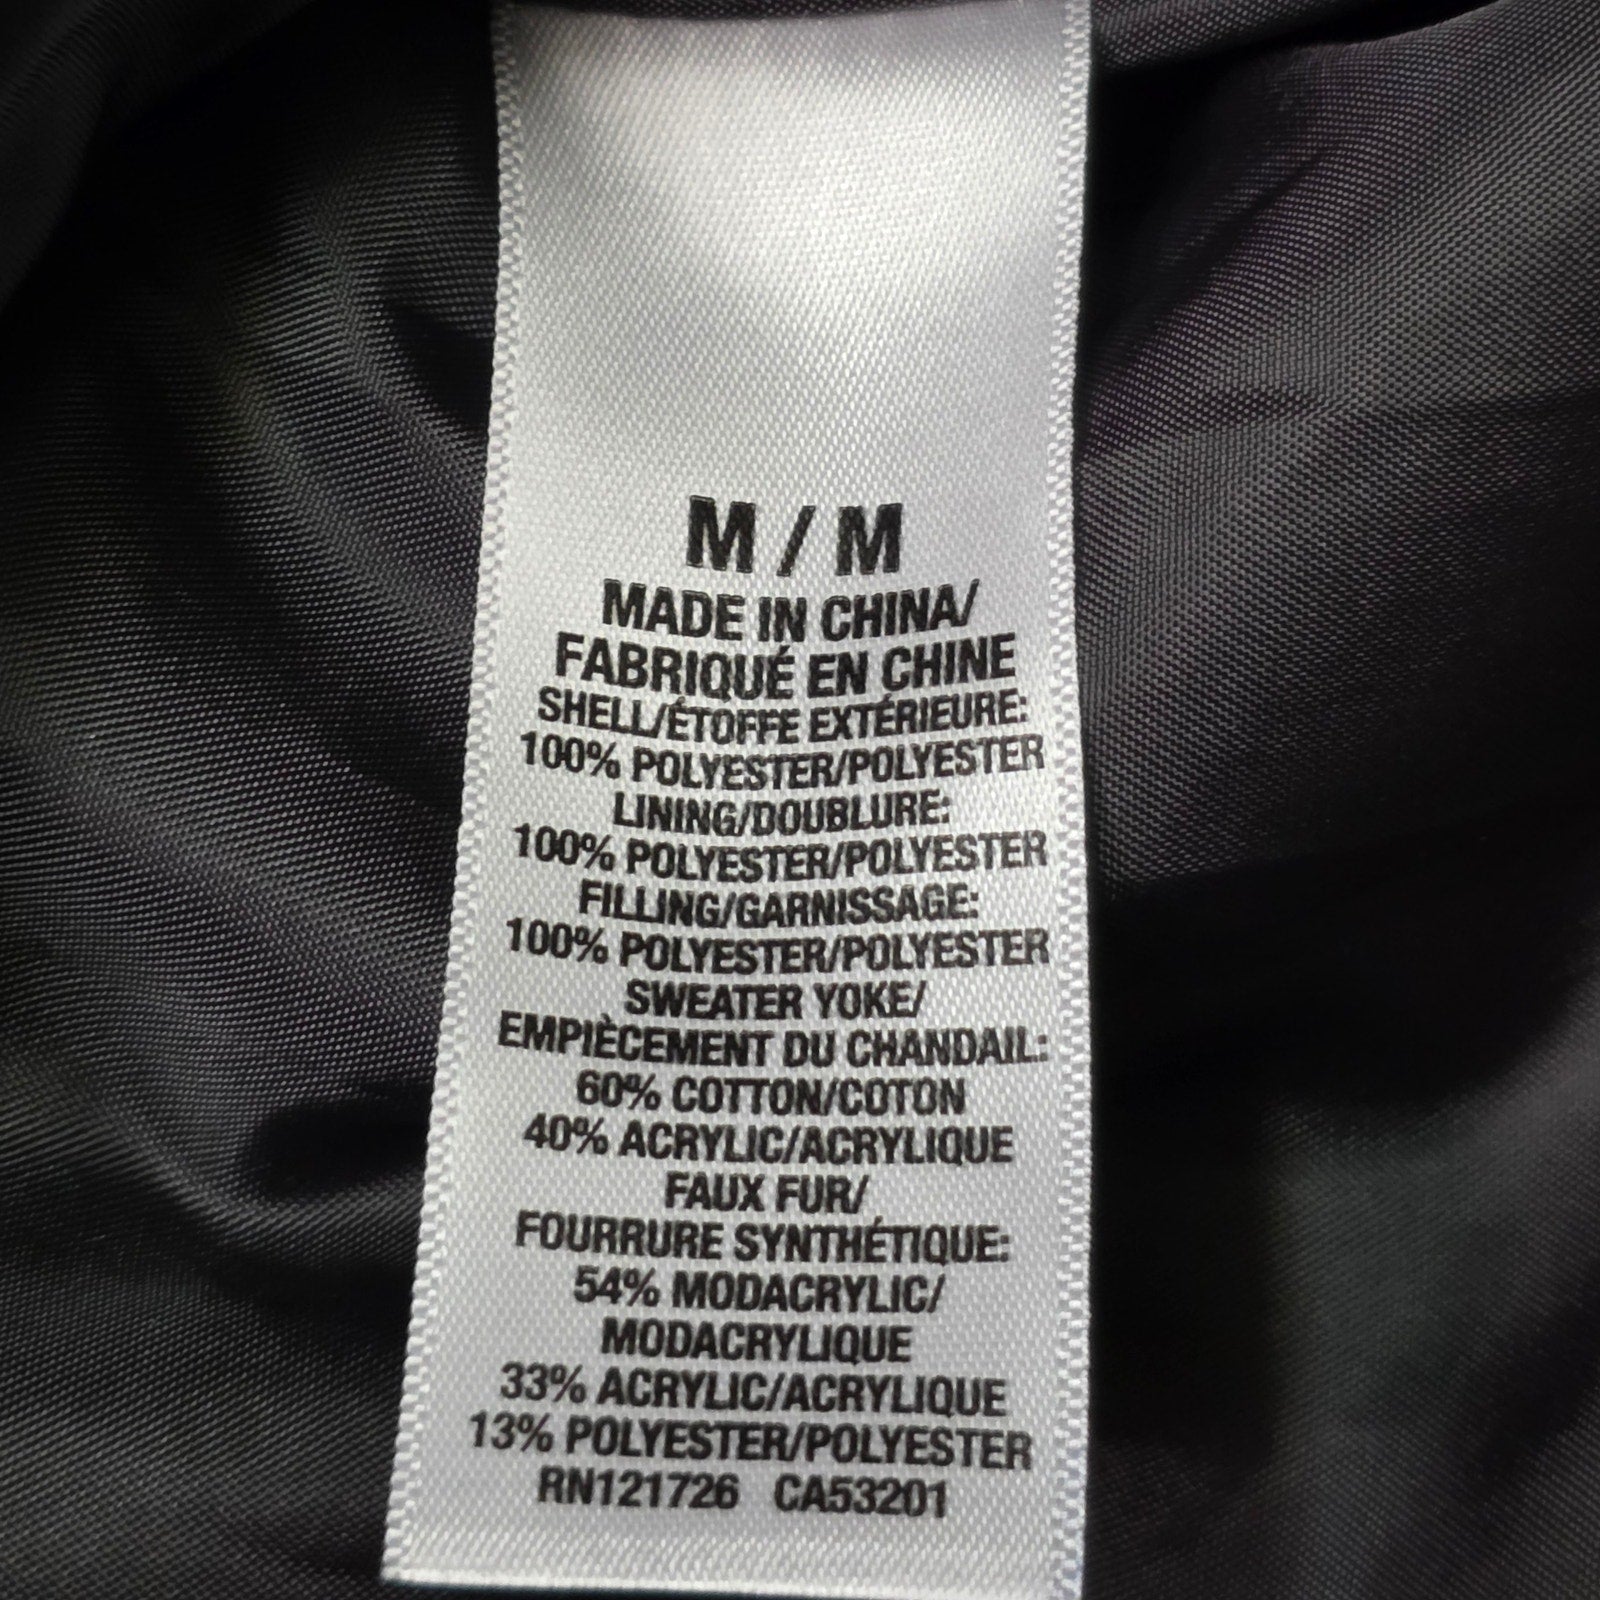 M / M
MADE IN CHINA/
FABRIQUÉ EN CHINE
SHELL/ÉTOFFE EXTÉRIEURE:
100% POLYESTER/POLYESTER
LINING/DOUBLURE:
100% POLYESTER/POLYESTER
FILLING/GARNISSAGE:
100% POLYESTER/POLYESTER
SWEATER YOKE/
EMPIÈCEMENT DU CHANDAIL:
60% COTTON/COTON
40% ACRYLIC/ACRYLIQUE
FAUX FUR/
FOURRURE SYNTHÉTIQUE:
54% MODACRYLIC/
MODACRYLIQUE
33% ACRYLIC/ACRYLIQUE
13% POLYESTER/POLYESTER
RN121726 CA53201